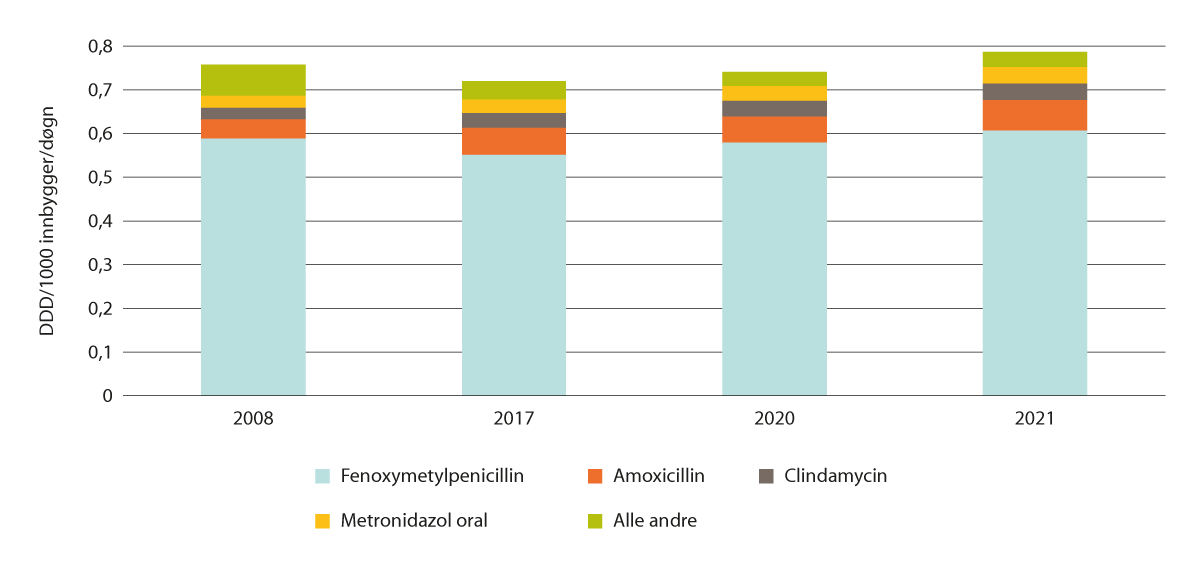 0,8
0,7
0,6
0,5
0,4
0,3
0,2
0,1
0
DDD/1000 innbygger/døgn
2008 2017 2020 2021
Fenoxymetylpenicillin Amoxicillin Clindamycin
Metronidazol oral Alle andre